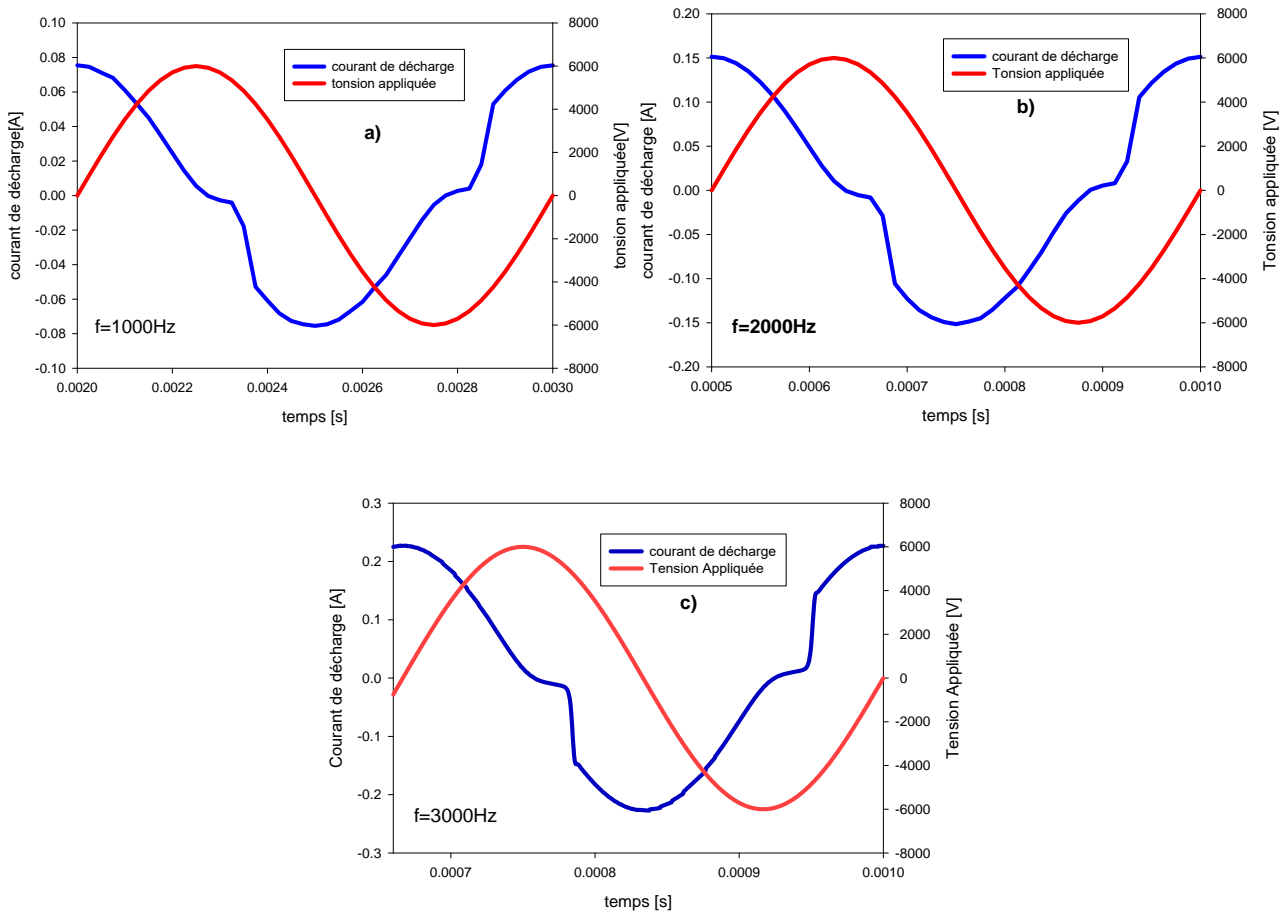 0.10
0.08
0.06
0.04
0.02
0.00
-0.02
-0.04
-0.06
-0.08
-0.10
courant de décharge[A]
8000
6000
4000
2000
0
-2000
-4000
-6000
-8000
tonsion appliquée[V]
courant de décharge
tonsion appliquée
a)
f=1000Hz
0.0020 0.0022 0.0024 0.0026 0.0028 0.0030
temps [s]
0.20
0.15
0.10
0.05
0.00
-0.05
-0.10
-0.15
-0.20
courant de décharge [A]
8000
6000
4000
2000
0
-2000
-4000
-6000
-8000
Tonsion appliquée [V]
courant de décharge
Tonsion appliquée
b)
f=2000Hz
0.0005 0.0006 0.0007 0.0008 0.0009 0.0010
temps [s]
0.3
0.2
0.1
0.0
-0.1
-0.2
-0.3
Courant de décharge [A]
8000
6000
4000
2000
0
-2000
-4000
-6000
-8000
Tension Appliquée [V]
courant de décharge
Tension Appliquée
c)
f=3000Hz
0.0007 0.0008 0.0009 0.0010
temps [s]